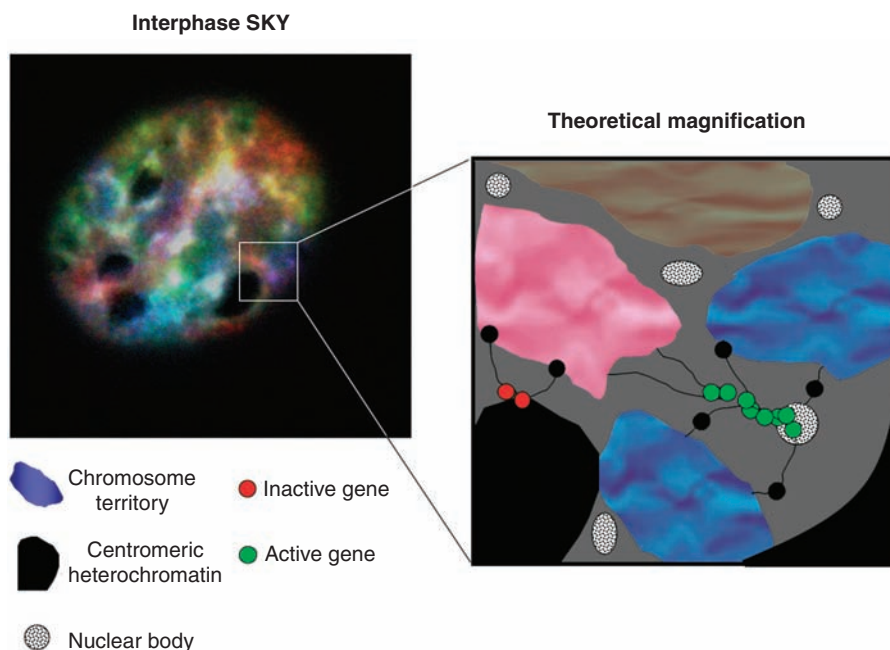 Interphase SKY
Theoretical magnification
Chromosome
territory
Inactive gene
Centromeric
heterochromatin
Active gene
Nuclear body